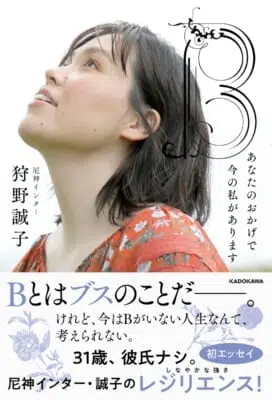 B
あなたのおかげで
今の私があります
尼神インター
狩野誠子
KADOKAWA
Bとはブスのことだ――。
けれど、今はBがいない人生なんて、
考えられない。
31歳、彼氏ナシ。
初エッセイ
しなやかな強さ
尼神インター・誠子のレジリエンス!